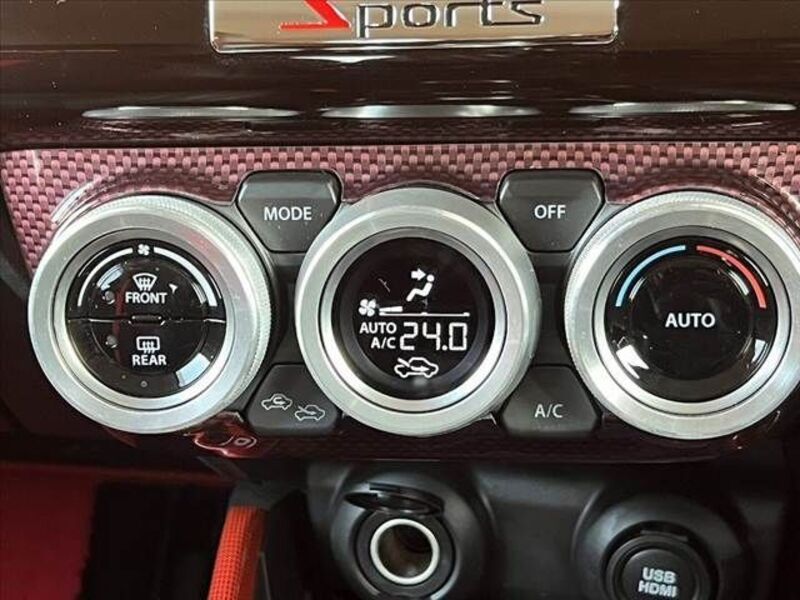 Sports
MODE
OFF
FRONT
REAR
AUTO
A/C 24.0
AUTO
A/C
USB
HDMI